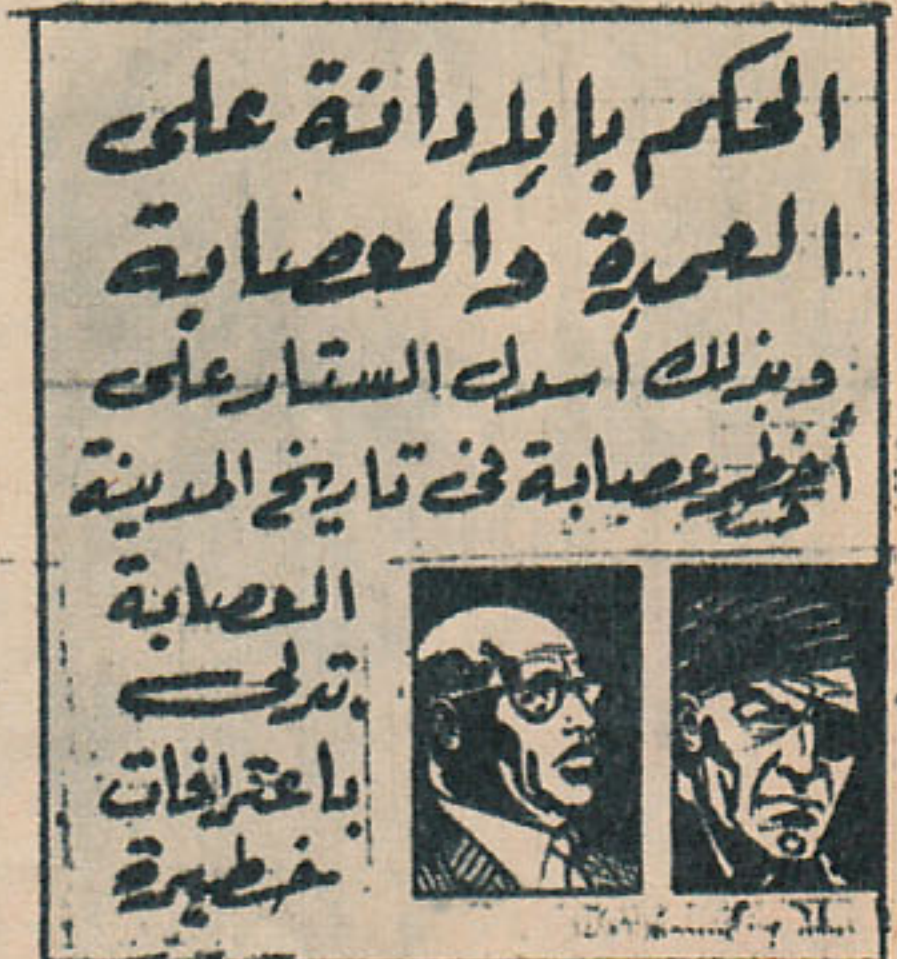 الحكم بالإدانة على
العمدة والعصابة
وبذلك أسدل الستار على
أخطر عصابة فى تاريخ المدينة
العصابة
تدلى
باعترافات
خطيرة